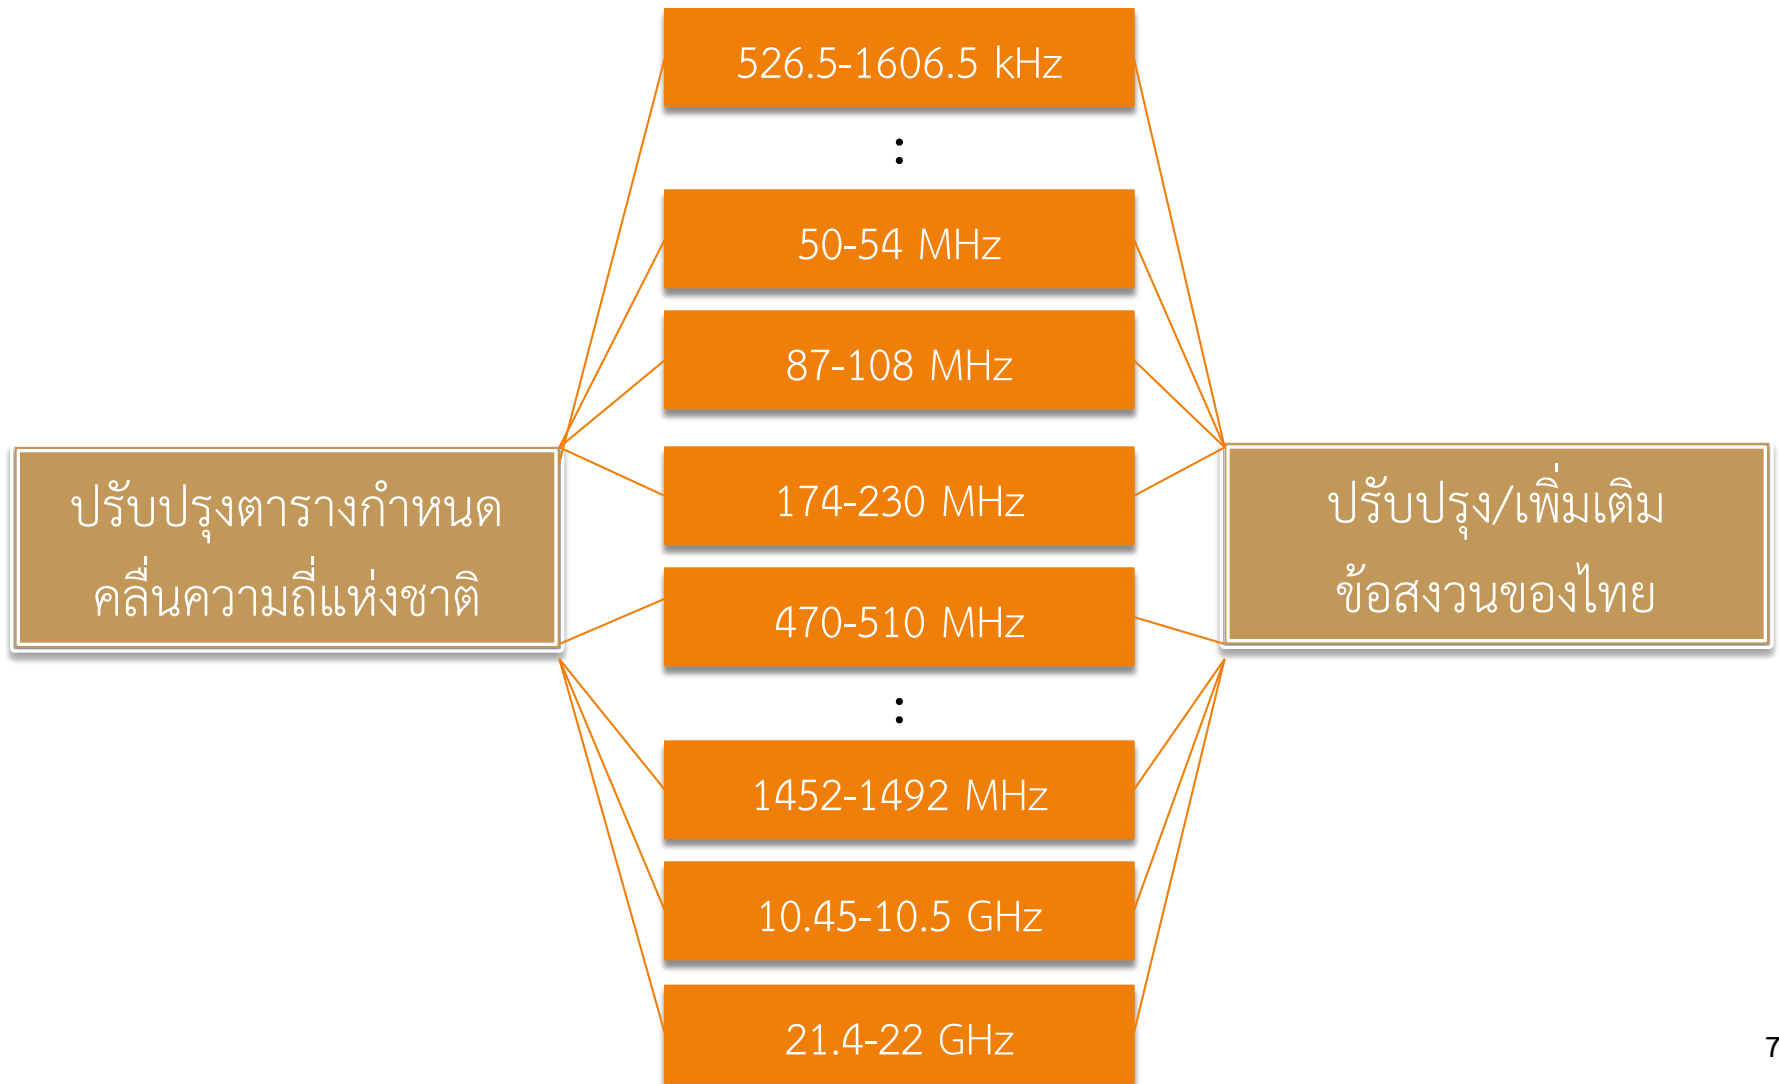 526.5-1606.5 kHz
:
50-54 MHz
87-108 MHz
174-230 MHz
ปรับปรุงตารางกำหนด
คลื่นความถี่แห่งชาติ
ปรับปรุง/เพิ่มเติม
ข้อสงวนของไทย
470-510 MHz
:
1452-1492 MHz
10.45-10.5 GHz
21.4-22 GHz
7